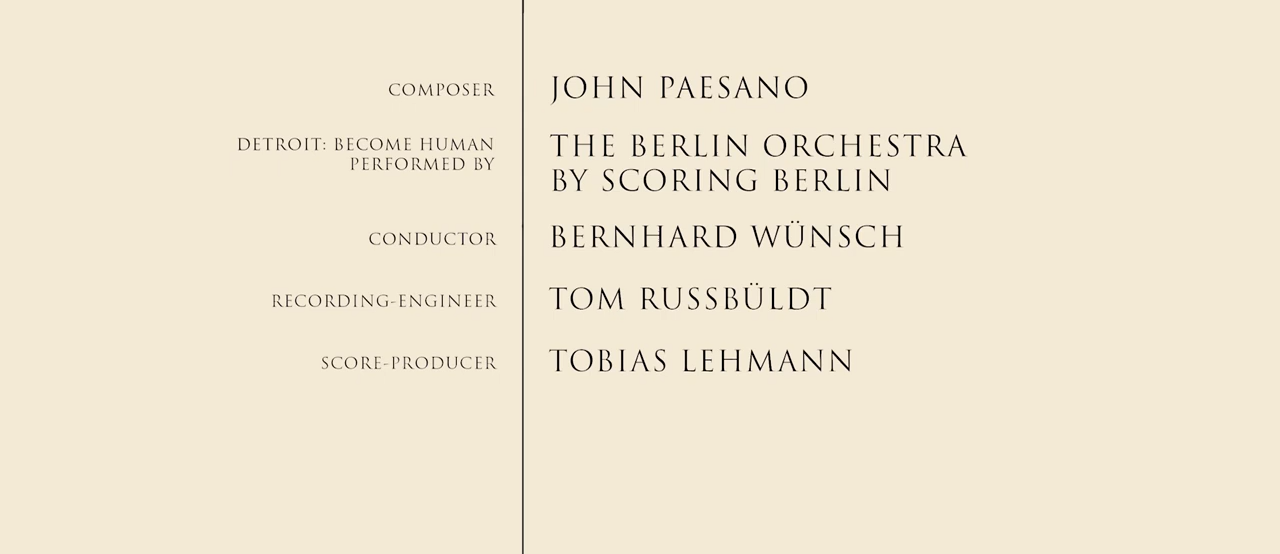 COMPOSER JOHN PAESANO
DETROIT: BECOME HUMAN
PERFORMED BY
THE BERLIN ORCHESTRA
BY SCORING BERLIN
CONDUCTOR BERNHARD WÜNSCH
RECORDING-ENGINEER TOM RUSSBÜLDT
SCORE-PRODUCER TOBIAS LEHMANN